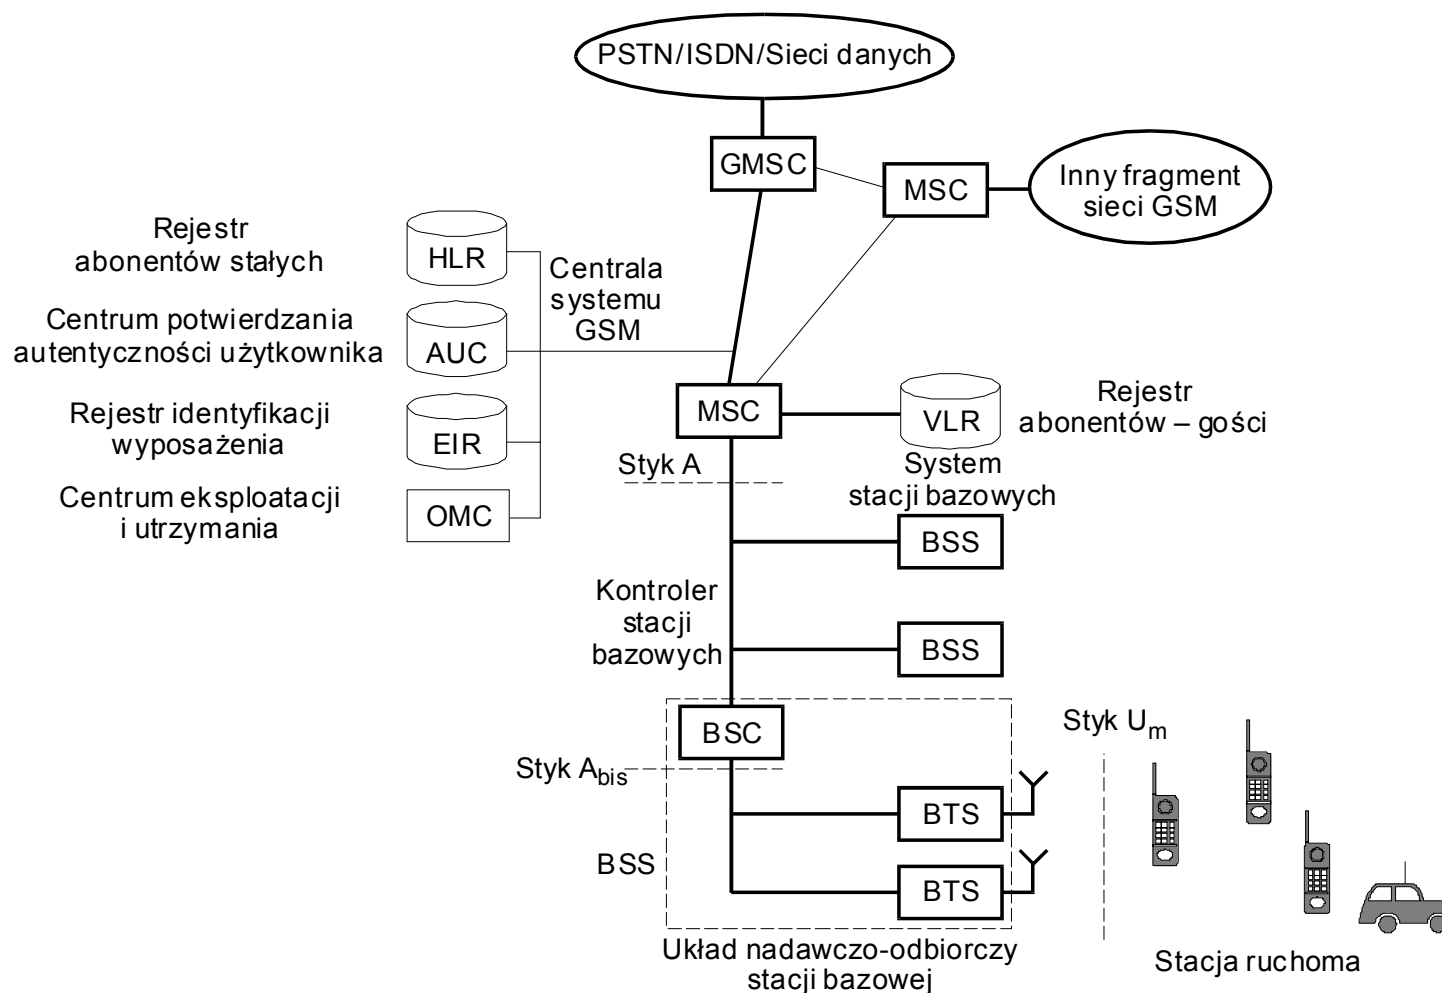 PSTN/ISDN/Sieci danych
GMSC
MSC
Inny fragment
sieci GSM
Rejestr
abonentów stałych
HLR
Centrala
systemu
GSM
Centrum potwierdzania
autentyczności użytkownika
AUC
Rejestr identyfikacji
wyposażenia
EIR
Centrum eksploatacji
i utrzymania
OMC
MSC
VLR
Rejestr
abonentów – gości
Styk A
System
stacji bazowych
BSS
Kontroler
stacji
bazowych
BSS
BSC
Styk Um
Styk Abis
BTS
BSS
BTS
Układ nadawczo-odbiorczy
stacji bazowej
Stacja ruchoma